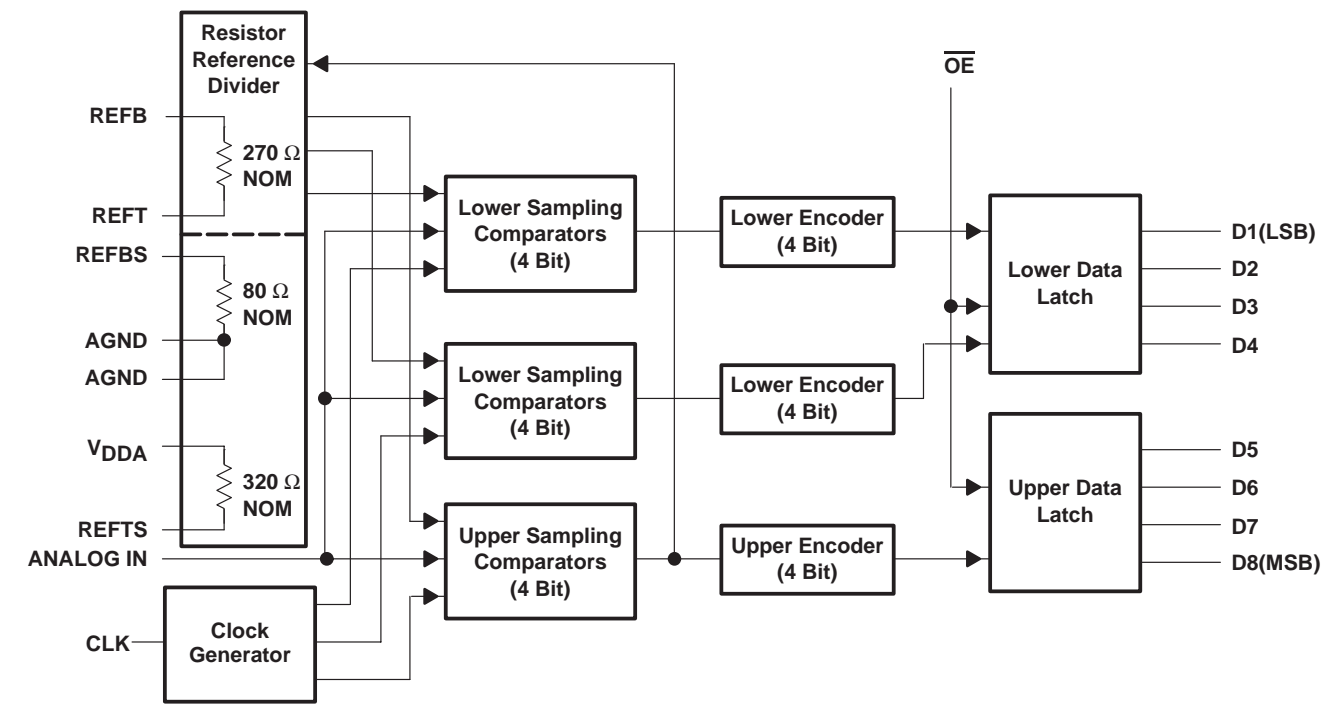 Resistor
Reference
Divider
OE
REFB
270 Ω
NOM
REFT
REFBS
80 Ω
NOM
AGND
AGND
VDDA
320 Ω
NOM
REFTS
ANALOG IN
CLK
Clock
Generator
Lower Sampling
Comparators
(4 Bit)
Lower Sampling
Comparators
(4 Bit)
Upper Sampling
Comparators
(4 Bit)
Lower Encoder
(4 Bit)
Lower Encoder
(4 Bit)
Upper Encoder
(4 Bit)
Lower Data
Latch
Upper Data
Latch
D1(LSB)
D2
D3
D4
D5
D6
D7
D8(MSB)